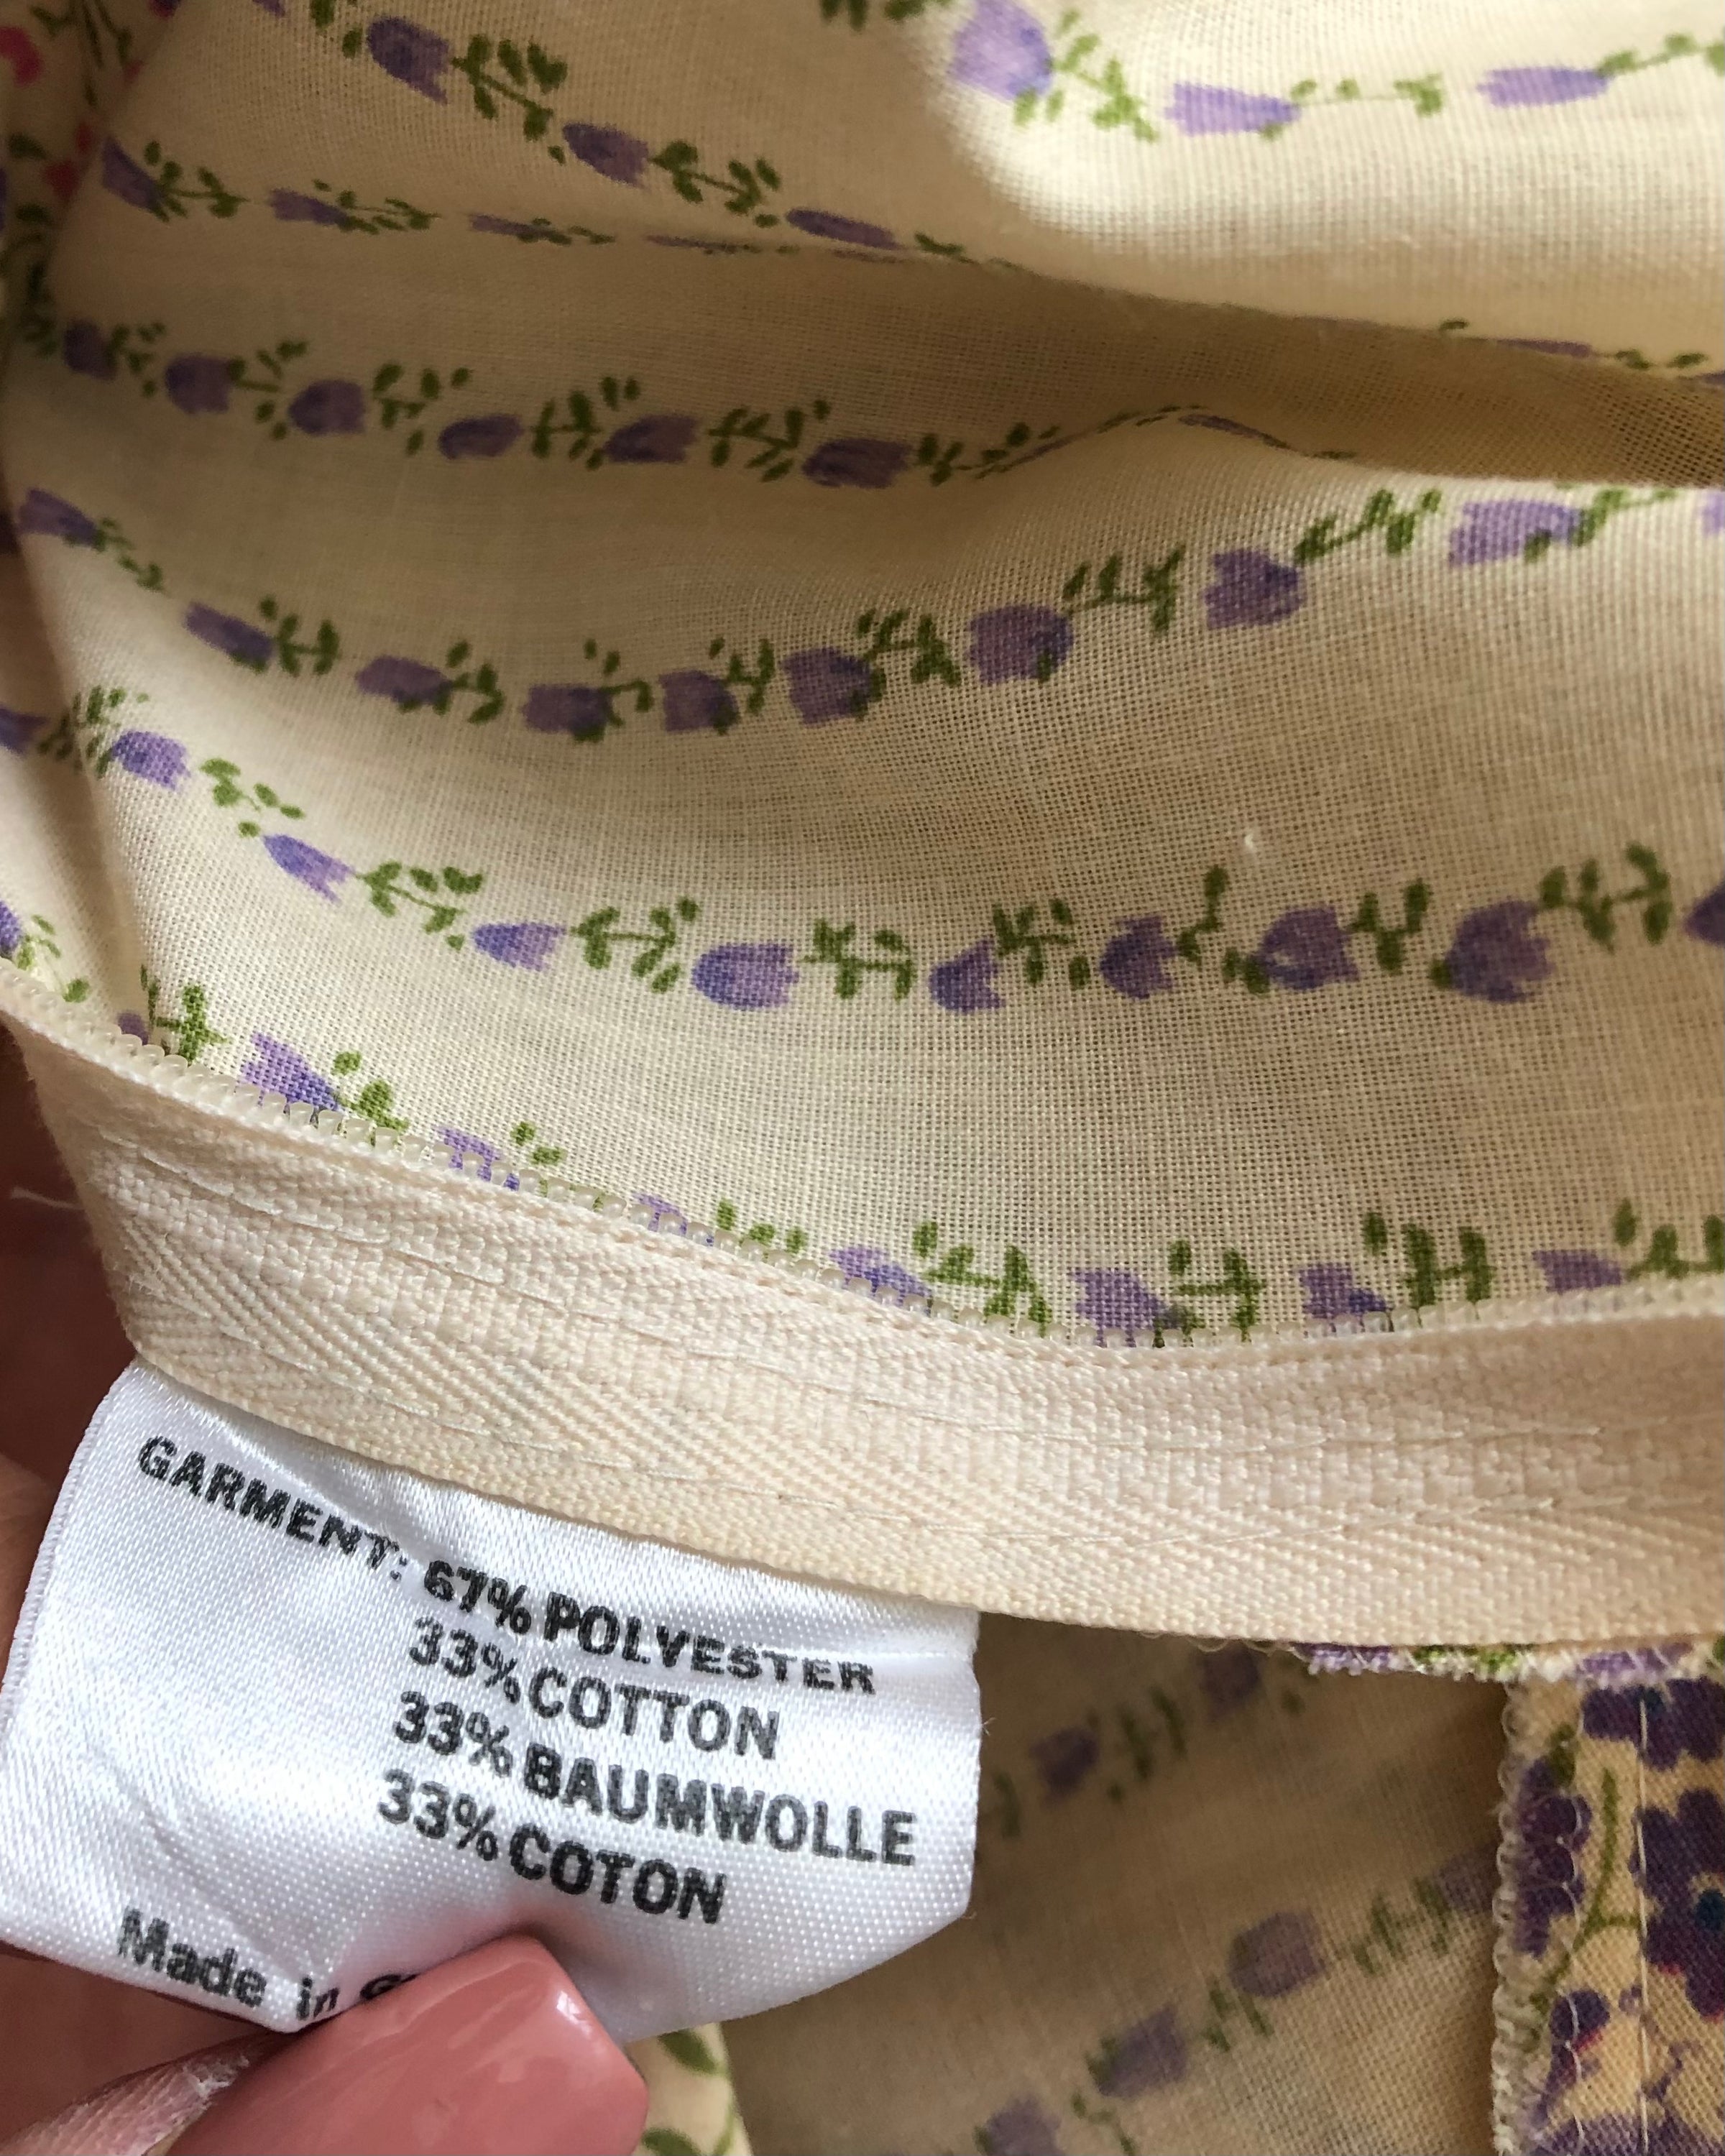 GARMENT: 67% POLYESTER
33% COTTON
33% BAUMWOLLE
33% COTON
Made in